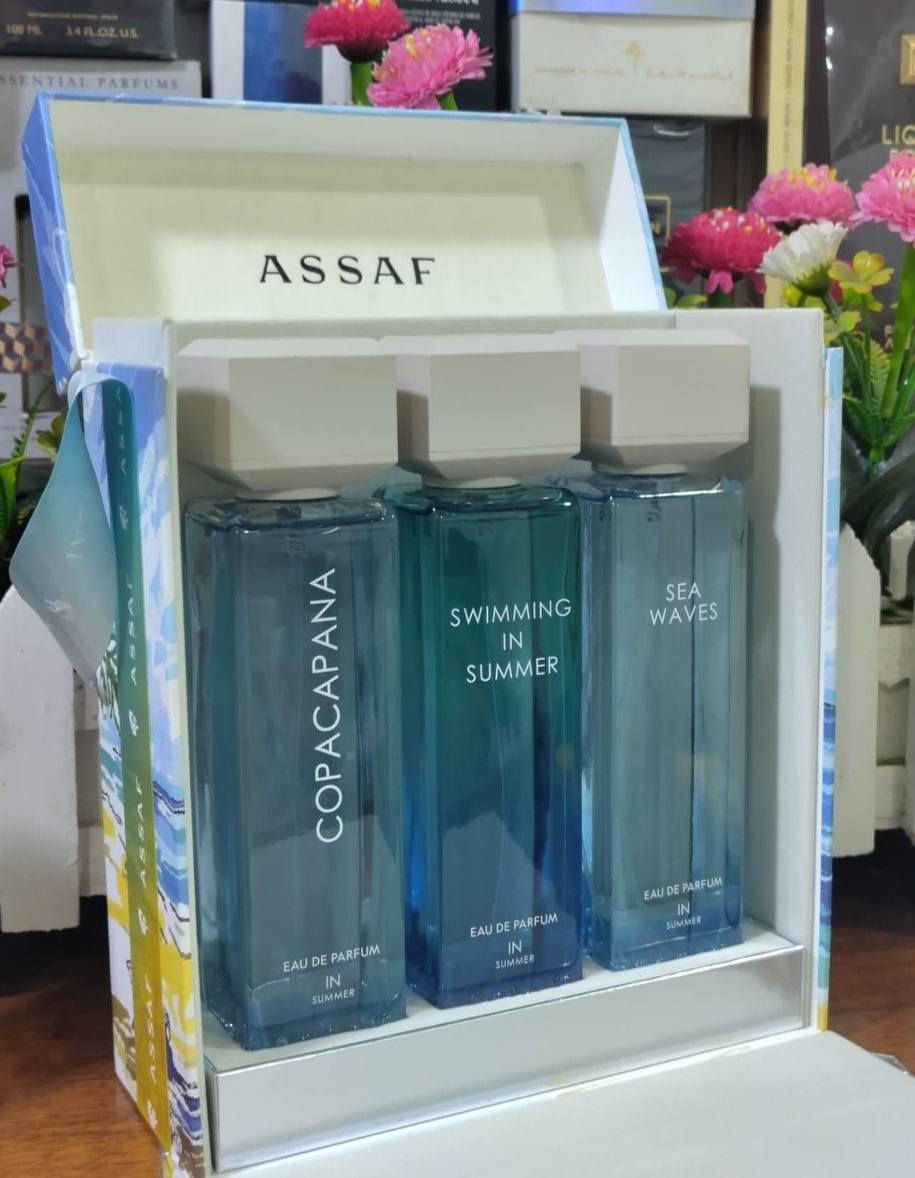 100 ML 3.4 FL.OZ. U.S.
SSENTIAL PARFUMS
LIQ
ASSAF
COPACAPANA
EAU DE PARFUM
IN
SUMMER
SWIMMING
IN
SUMMER
EAU DE PARFUM
IN
SUMMER
SEA
WAVES
EAU DE PARFUM
IN
SUMMER
ASSAF
ASSAF
ASSAF